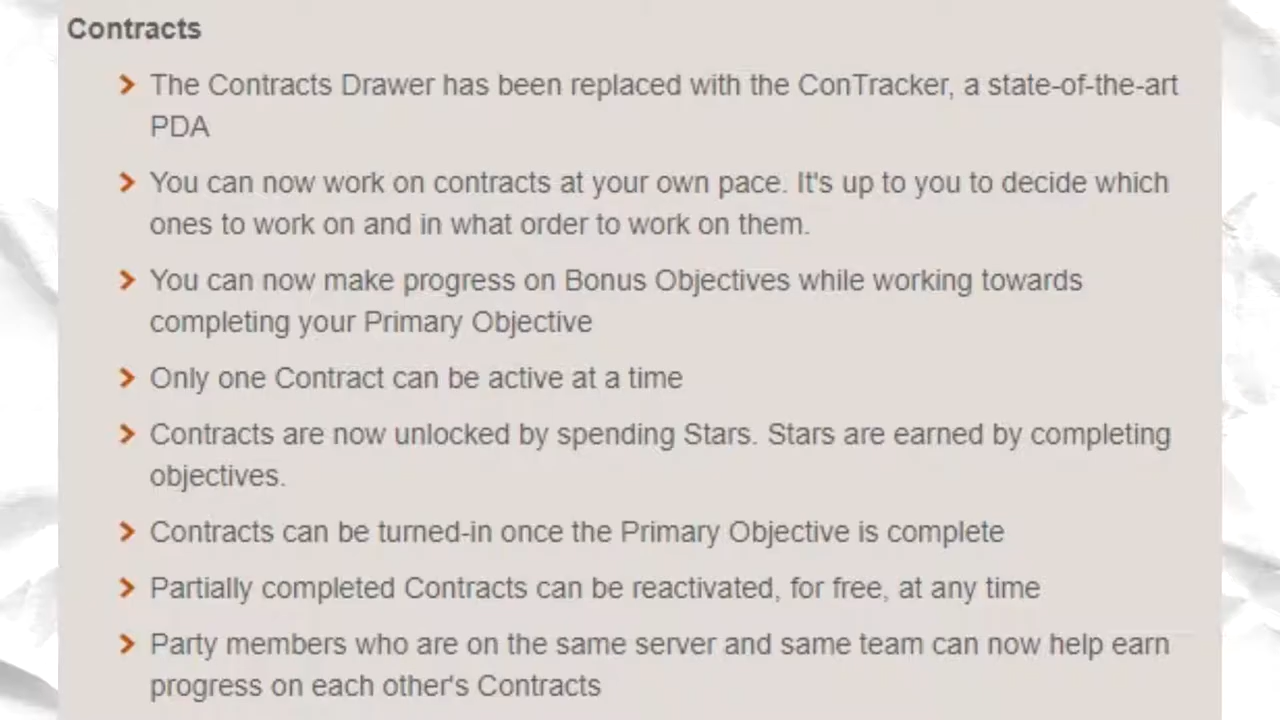 Contracts
The Contracts Drawer has been replaced with the ConTracker, a state-of-the-art
PDA
You can now work on contracts at your own pace. It's up to you to decide which
ones to work on and in what order to work on them.
You can now make progress on Bonus Objectives while working towards
completing your Primary Objective
Only one Contract can be active at a time
Contracts are now unlocked by spending Stars. Stars are earned by completing
objectives.
Contracts can be turned-in once the Primary Objective is complete
Partially completed Contracts can be reactivated, for free, at any time
Party members who are on the same server and same team can now help earn
progress on each other's Contracts